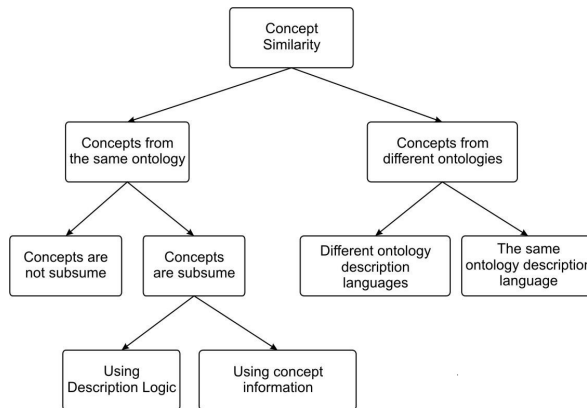 Concept
Similarity
Concepts from
the same ontology
Concepts from
different ontologies
Concepts are
not subsume
Concepts
are subsume
Different ontology
description
languages
The same
ontology description
language
Using
Description Logic
Using concept
information